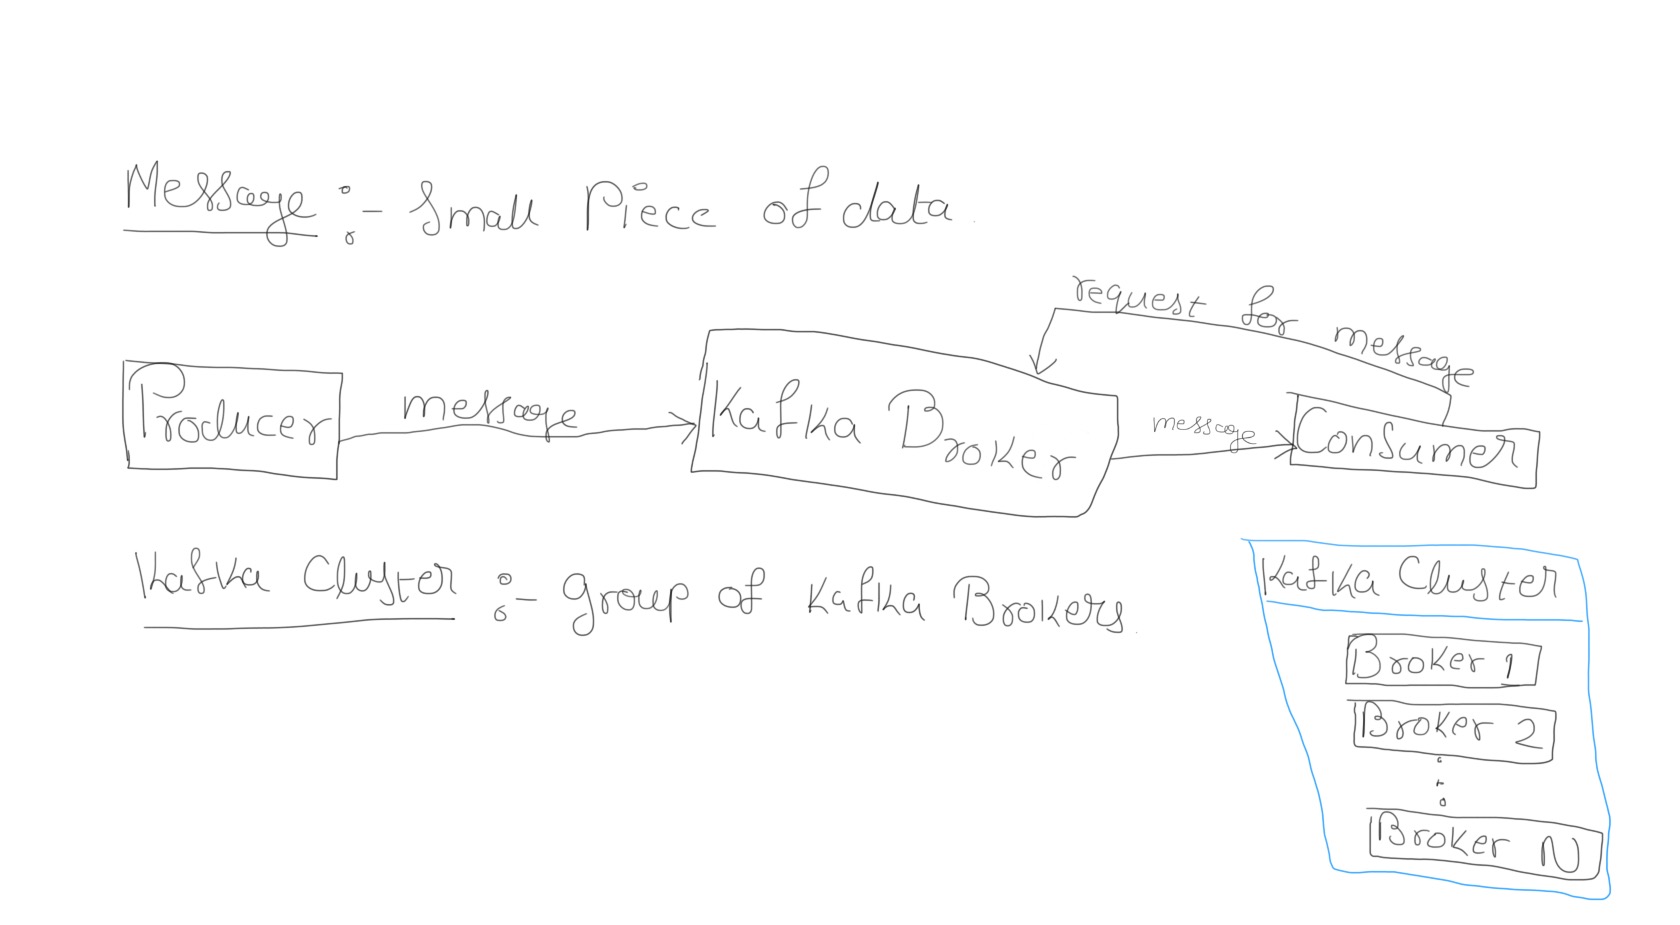 Message :- Small Piece of data
request for message
Producer
message
Kafka Broker
message
Consumer
Kafka Cluster :- group of Kafka Brokers.
Kafka Cluster
Broker 1
Broker 2
Broker N